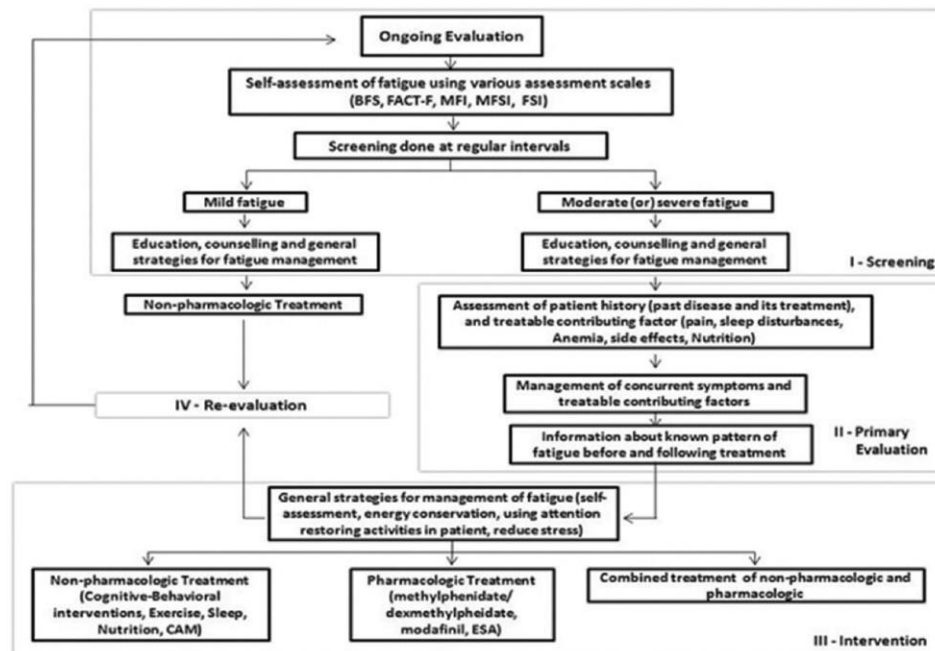 Ongoing Evaluation
Self-assessment of fatigue using various assessment scales
(BFS, FACT-F, MFI, MFSI, FSI)
Screening done at regular intervals
Mild fatigue
Moderate (or) severe fatigue
Education, counselling and general
strategies for fatigue management
Education, counselling and general
strategies for fatigue management
I - Screening
Non-pharmacologic Treatment
Assessment of patient history (past disease and its treatment),
and treatable contributing factor (pain, sleep disturbances,
Anemia, side effects, Nutrition)
Management of concurrent symptoms and
treatable contributing factors
IV - Re-evaluation
Information about known pattern of
fatigue before and following treatment
II - Primary
Evaluation
General strategies for management of fatigue (self-
assessment, energy conservation, using attention
restoring activities in patient, reduce stress)
Non-pharmacologic Treatment
(Cognitive-Behavioral
interventions, Exercise, Sleep,
Nutrition, CAM)
Pharmacologic Treatment
(methylphenidate/
dexmethylpheidate,
modafinil, ESA)
Combined treatment of non-pharmacologic and
pharmacologic
III - Intervention